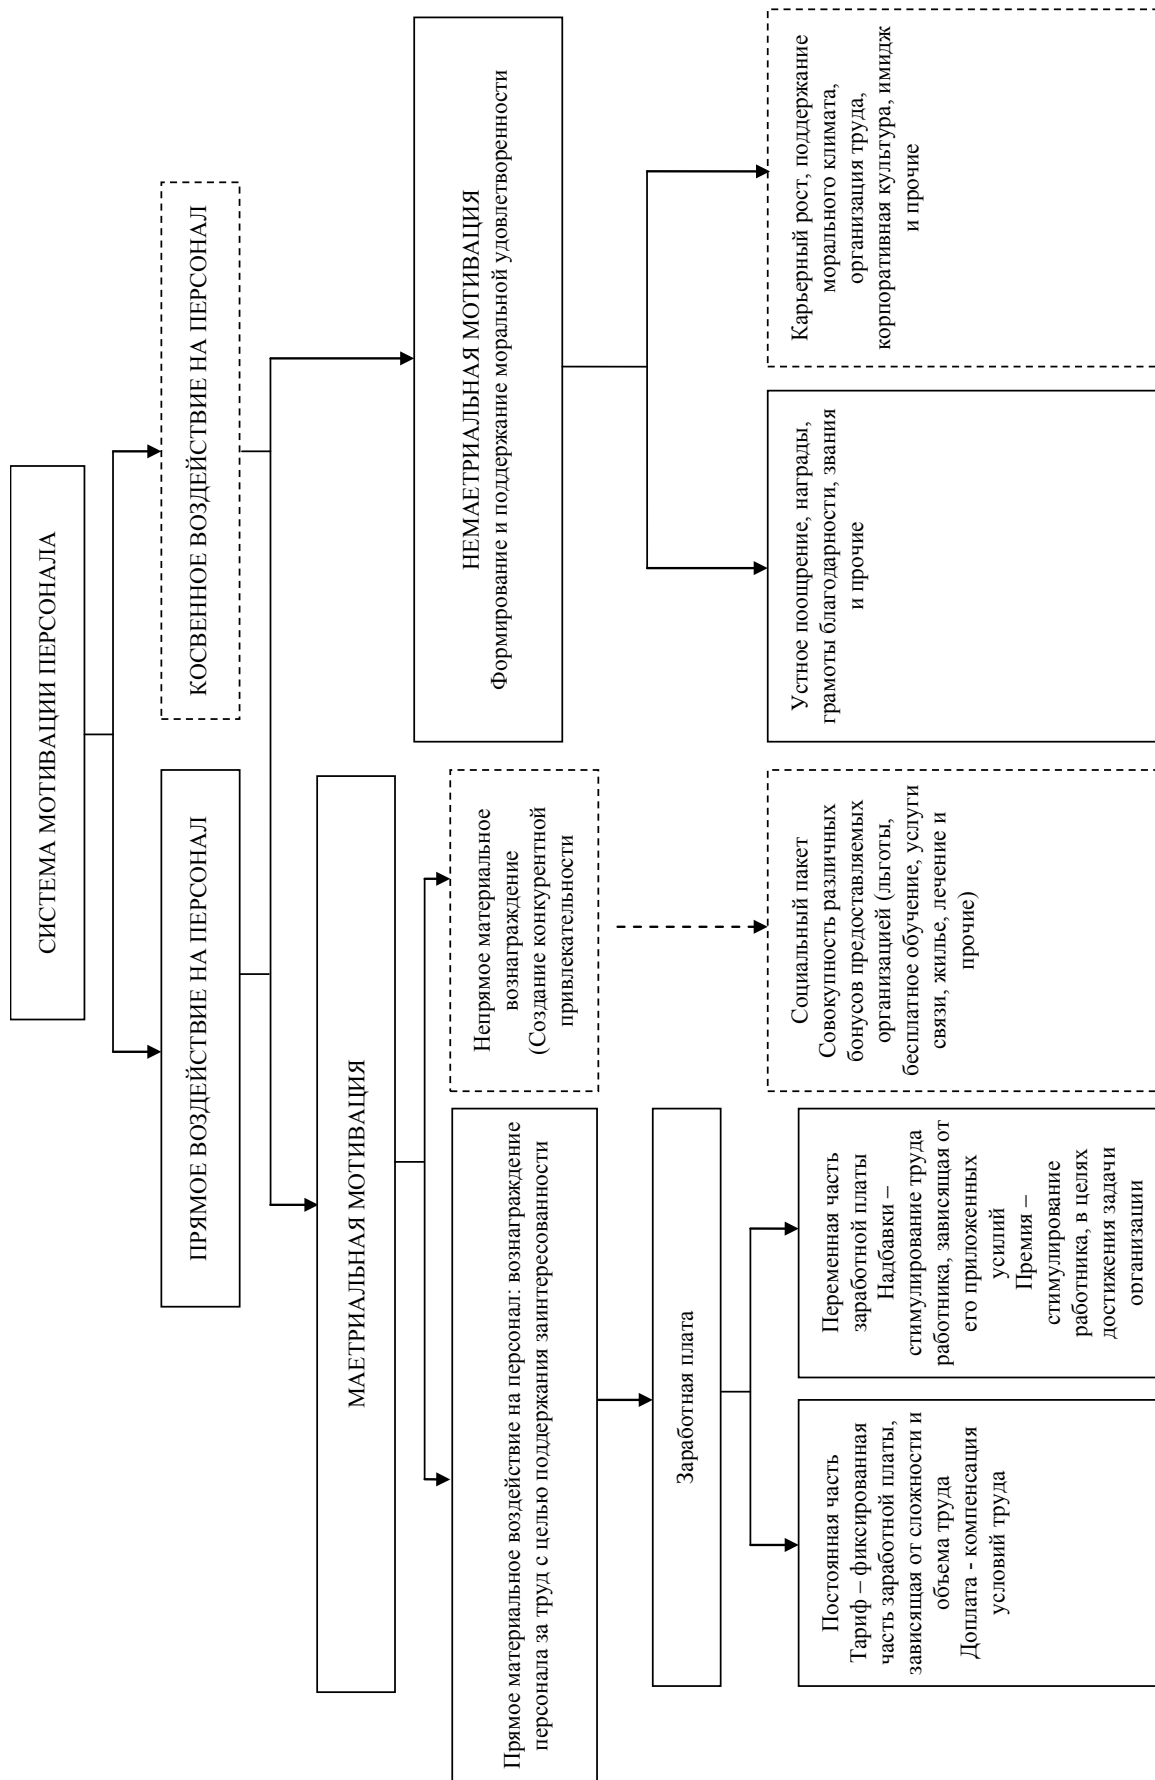 СИСТЕМА МОТИВАЦИИ ПЕРСОНАЛА
ПРЯМОЕ ВОЗДЕЙСТВИЕ НА ПЕРСОНАЛ
КОСВЕННОЕ ВОЗДЕЙСТВИЕ НА ПЕРСОНАЛ
МАЕТРИАЛЬНАЯ МОТИВАЦИЯ
НЕМАЕТРИАЛЬНАЯ МОТИВАЦИЯ
Формирование и поддержание моральной удовлетворенности
Прямое материальное воздействие на персонал: вознаграждение
персонала за труд с целью поддержания заинтересованности
Непрямое материальное
вознаграждение
(Создание конкурентной
привлекательности
Заработная плата
Постоянная часть
Тариф – фиксированная
часть заработной платы,
зависящая от сложности и
объема труда
Доплата - компенсация
условий труда
Переменная часть
заработной платы
Надбавки –
стимулирование труда
работника, зависящая от
его приложенных
усилий
Премия –
стимулирование
работника, в целях
достижения задачи
организации
Социальный пакет
Совокупность различных
бонусов предоставляемых
организацией (льготы,
бесплатное обучение, услуги
связи, жилье, лечение и
прочие)
Устное поощрение, награды,
грамоты благодарности, звания
и прочие
Карьерный рост, поддержание
морального климата,
организация труда,
корпоративная культура, имидж
и прочие